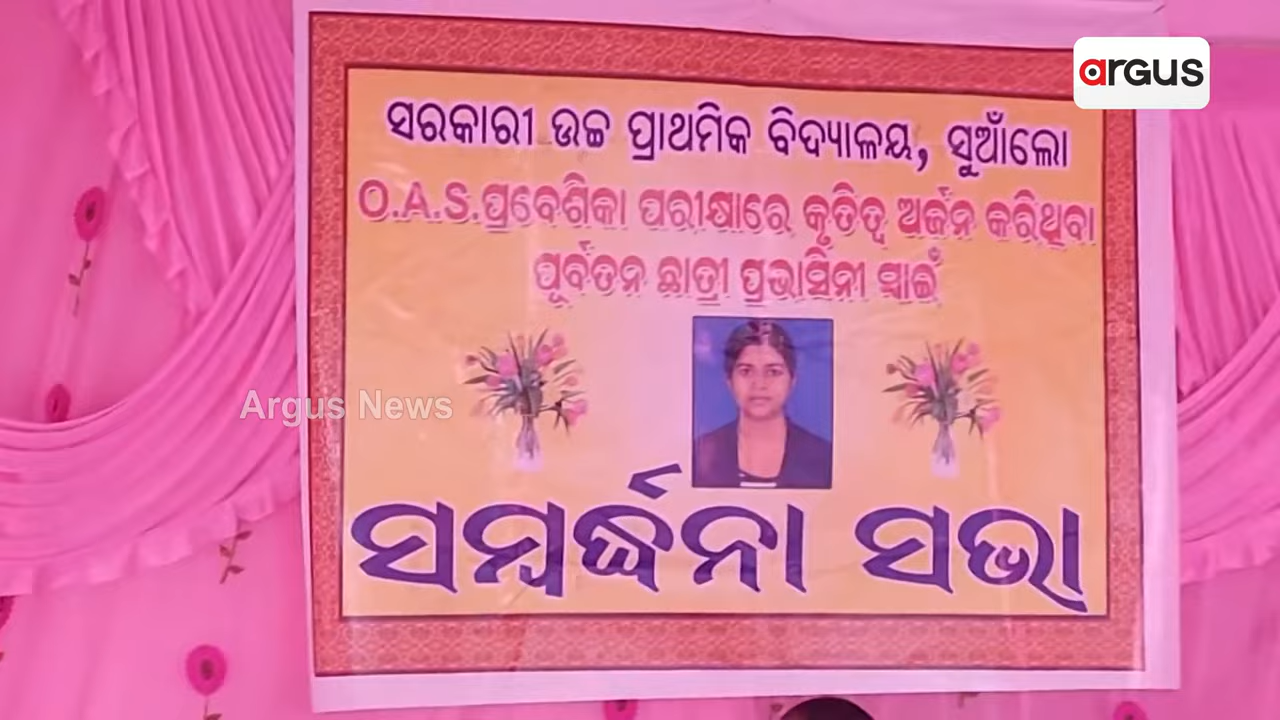 argus
ସରକାରୀ ଉଚ୍ଚ ପ୍ରାଥମିକ ବିଦ୍ୟାଳୟ, ସୁଆଁଲୋ
O.A.S.ପ୍ରବେଶିକା ପରୀକ୍ଷାରେ କୃତିତ୍ୱ ଅର୍ଜନ କରିଥିବା
ପୂର୍ବତନ ଛାତ୍ରୀ ପ୍ରଭାସିନୀ ସ୍ୱାଇଁ
Argus News
ସମ୍ବର୍ଦ୍ଧନା ସଭା